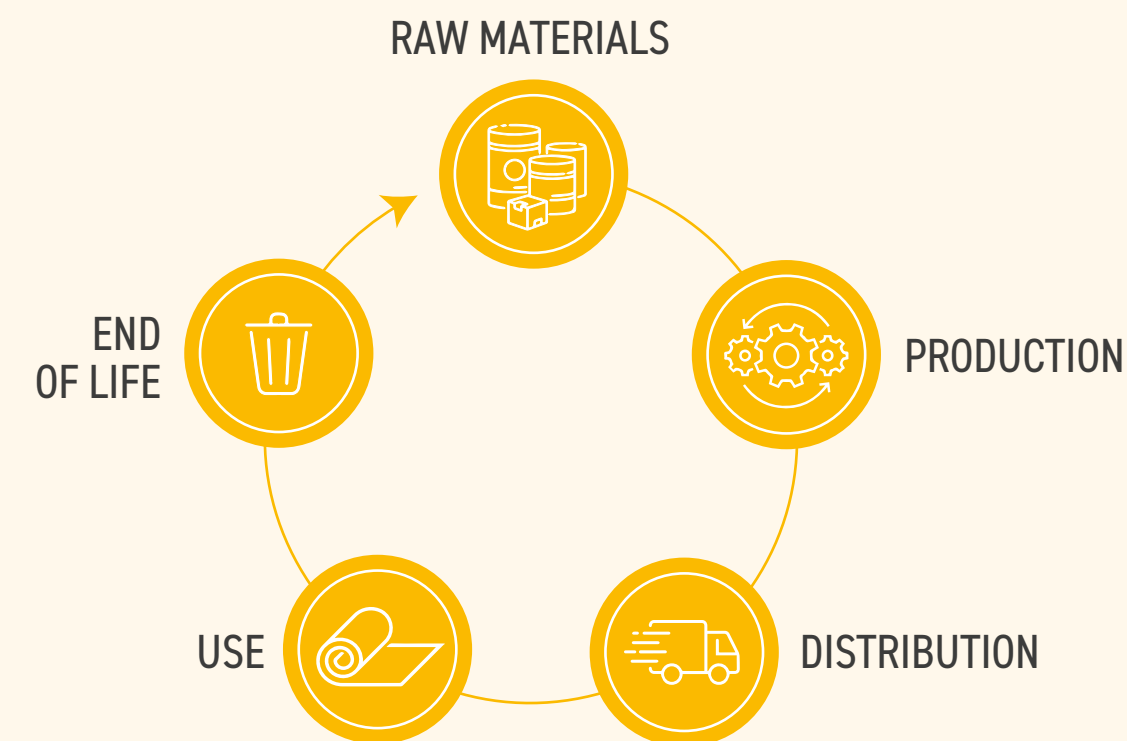 RAW MATERIALS
PRODUCTION
DISTRIBUTION
USE
END
OF LIFE